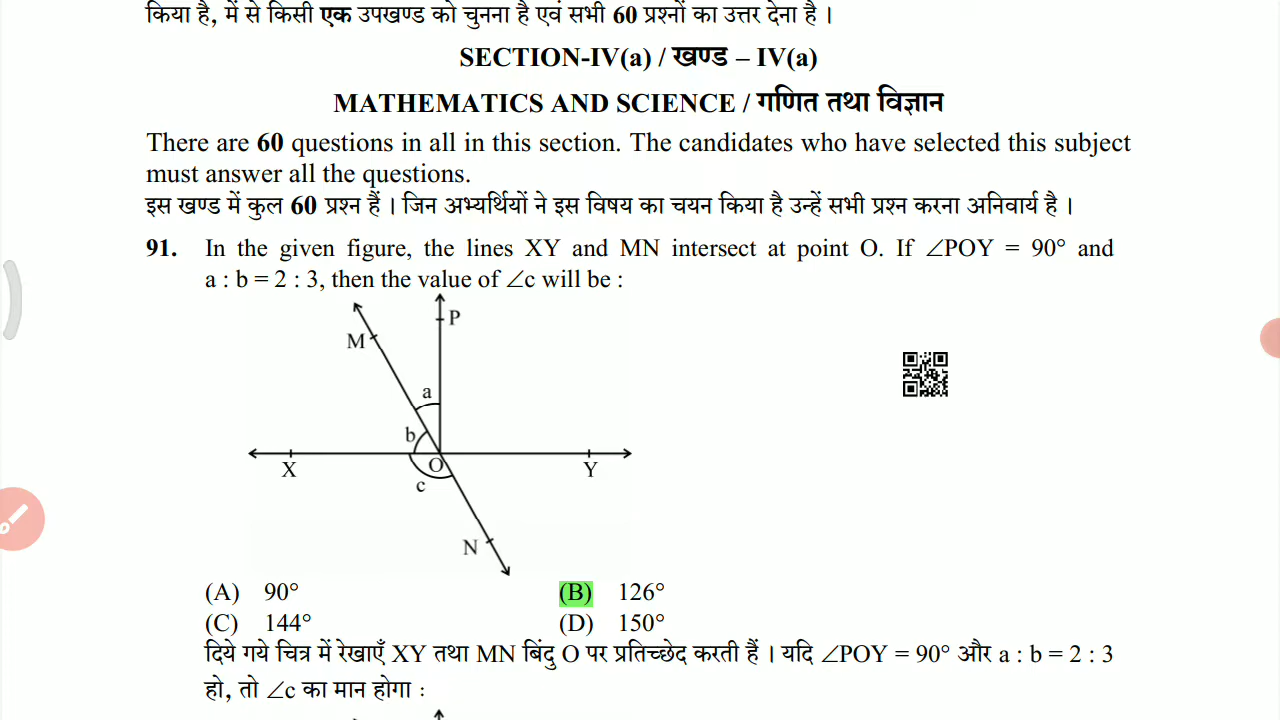 किया है, में से किसी एक उपखण्ड को चुनना है एवं सभी 60 प्रश्नों का उत्तर देना है ।
SECTION-IV(a) / खण्ड – IV(a)
MATHEMATICS AND SCIENCE / गणित तथा विज्ञान
There are 60 questions in all in this section. The candidates who have selected this subject
must answer all the questions.
इस खण्ड में कुल 60 प्रश्न हैं । जिन अभ्यर्थियों ने इस विषय का चयन किया है उन्हें सभी प्रश्न करना अनिवार्य है ।
91. In the given figure, the lines XY and MN intersect at point O. If ∠POY = 90° and
a : b = 2 : 3, then the value of ∠c will be :
P
M
a
b
X O Y
c
N
(A) 90° (B) 126°
(C) 144° (D) 150°
दिये गये चित्र में रेखाएँ XY तथा MN बिंदु O पर प्रतिच्छेद करती हैं । यदि ∠POY = 90° और a : b = 2 : 3
हो, तो ∠c का मान होगा :